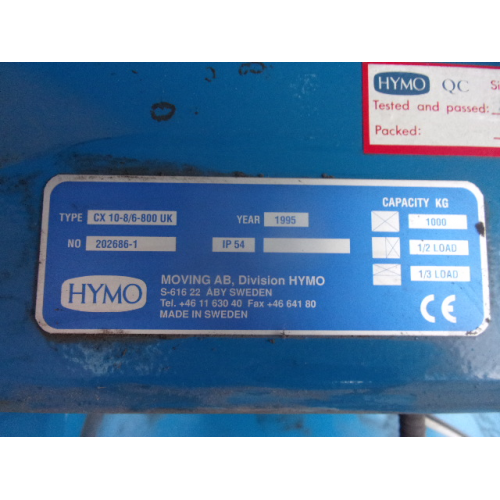 HYMO QC
Tested and passed:
Packed:
CAPACITY KG
TYPE CX 10-8/6-800 UK YEAR 1995 1000
NO 202686-1 IP 54 1/2 LOAD
1/3 LOAD
HYMO
MOVING AB, Division HYMO
S-616 22 ABY SWEDEN
Tel. +46 11 630 40 Fax +46 641 80
MADE IN SWEDEN
CE